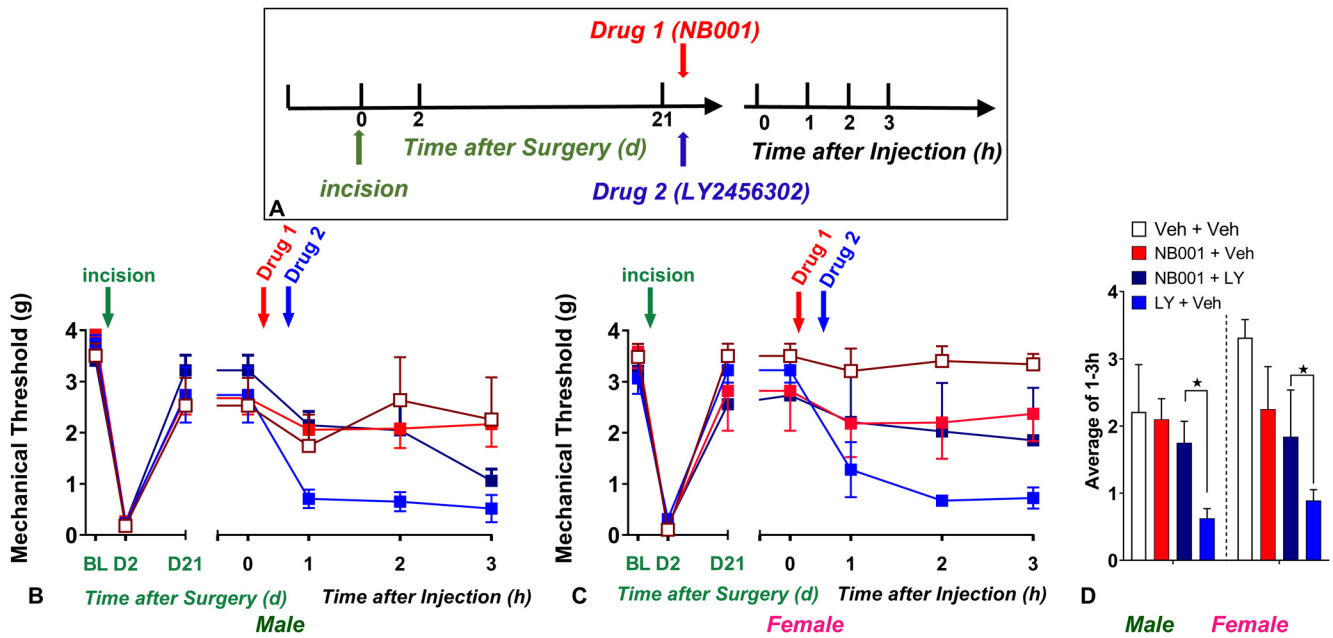 Drug 1 (NB001)
0 2 21 0 1 2 3
Time after Surgery (d) Time after Injection (h)
incision Drug 2 (LY2456302)
A
incision Drug 1 Drug 2
Mechanical Threshold (g)
4
3
2
1
0
BL D2 D21 0 1 2 3
B Time after Surgery (d) Time after Injection (h)
Male
incision Drug 1 Drug 2
Mechanical Threshold (g)
4
3
2
1
0
BL D2 D21 0 1 2 3
C Time after Surgery (d) Time after Injection (h)
Female
Veh + Veh
NB001 + Veh
NB001 + LY
LY + Veh
Average of 1-3h
4
3
2
1
0
★ ★
D
Male Female